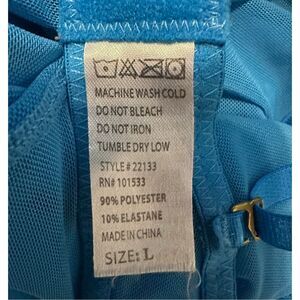 MACHINE WASH COLD
DO NOT BLEACH
DO NOT IRON
TUMBLE DRY LOW
STYLE# 22133
RN# 101533
90% POLYESTER
10% ELASTANE
MADE IN CHINA
SIZE: L